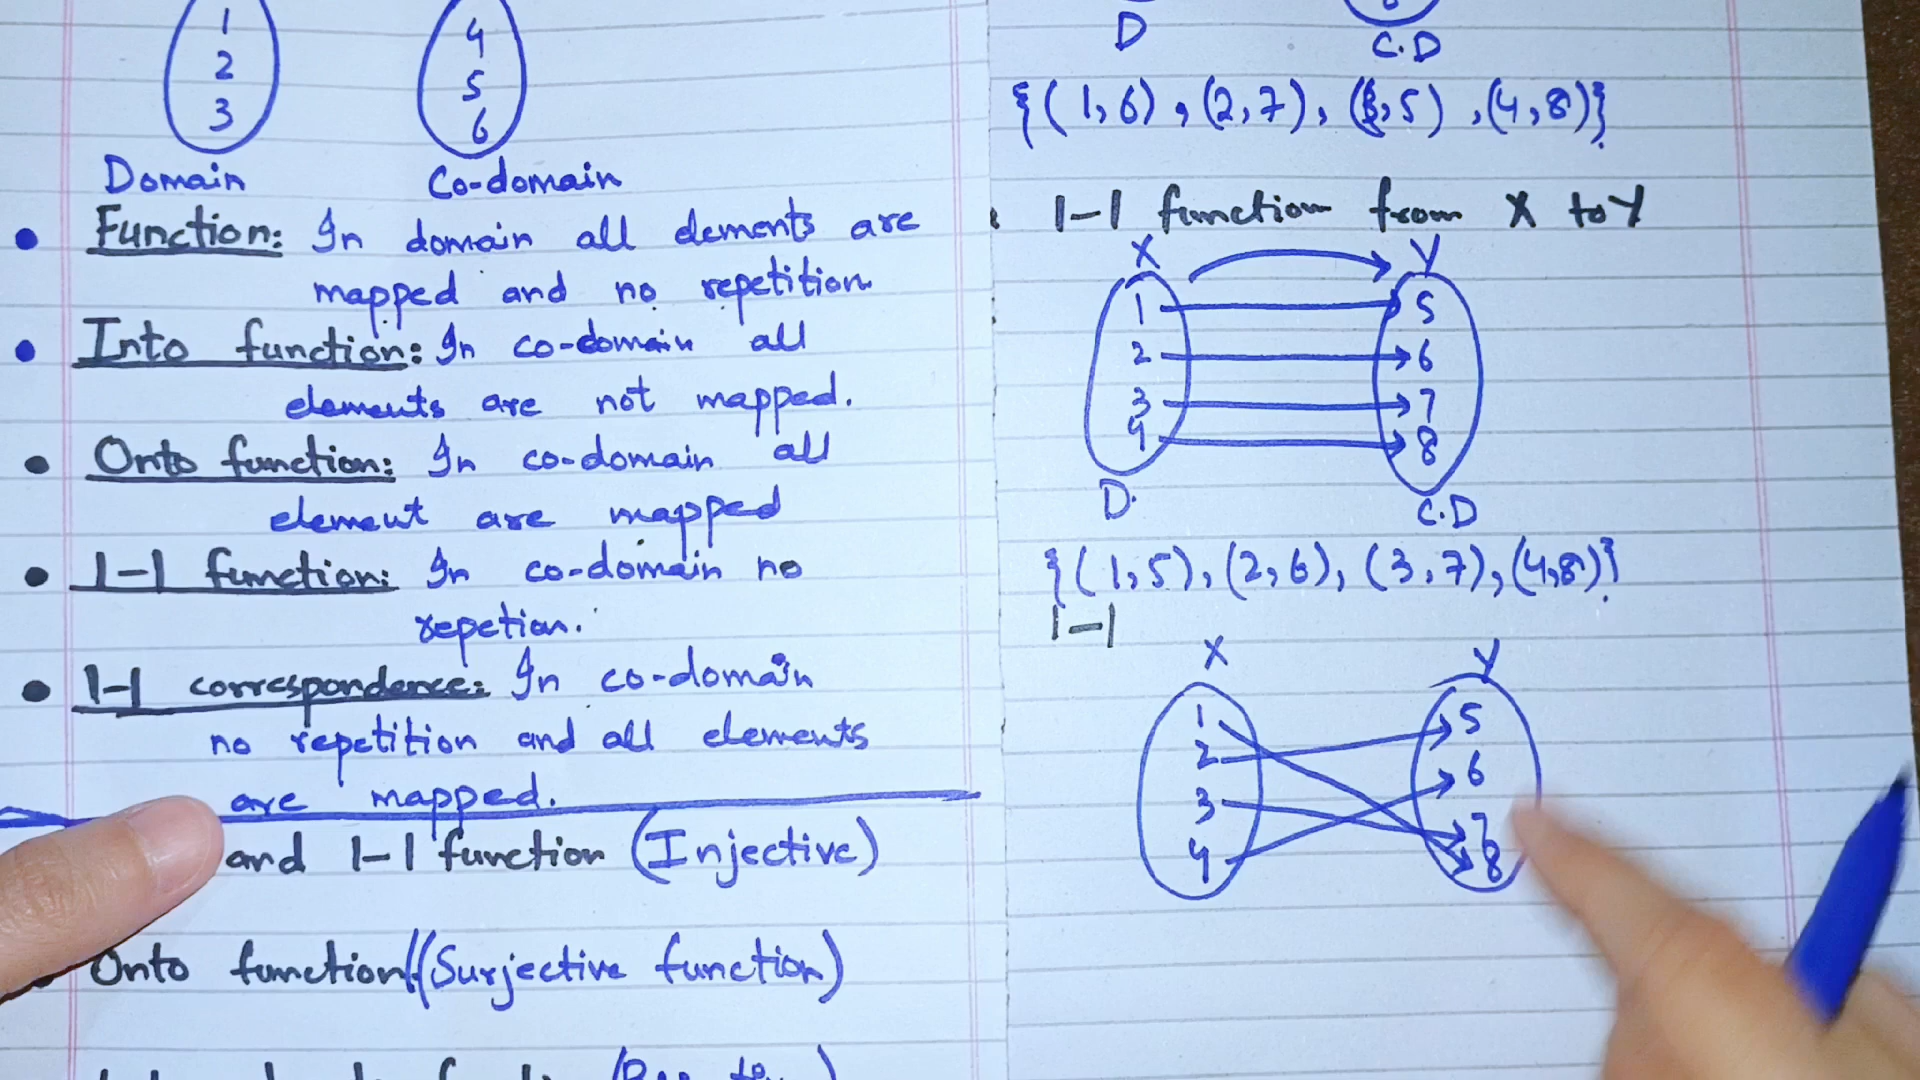 1
2
3
4
5
6
Domain
Co-domain
Function: In domain all elements are
mapped and no repetition
Into function: In co-domain all
elements are not mapped.
Onto function: In co-domain all
element are mapped
1-1 function: In co-domain no
repetion.
1-1 correspondence: In co-domain
no repetition and all elements
are mapped.
and 1-1 function (Injective)
Onto function (Surjective function)
D
C.D
{(1,6), (2,7), (3,5), (4,8)}
1-1 function from X to Y
X
Y
1
5
2
6
3
7
4
8
D.
C.D
{(1,5), (2,6), (3,7), (4,8)}
1-1
X
Y
1
5
2
6
3
7
4
8